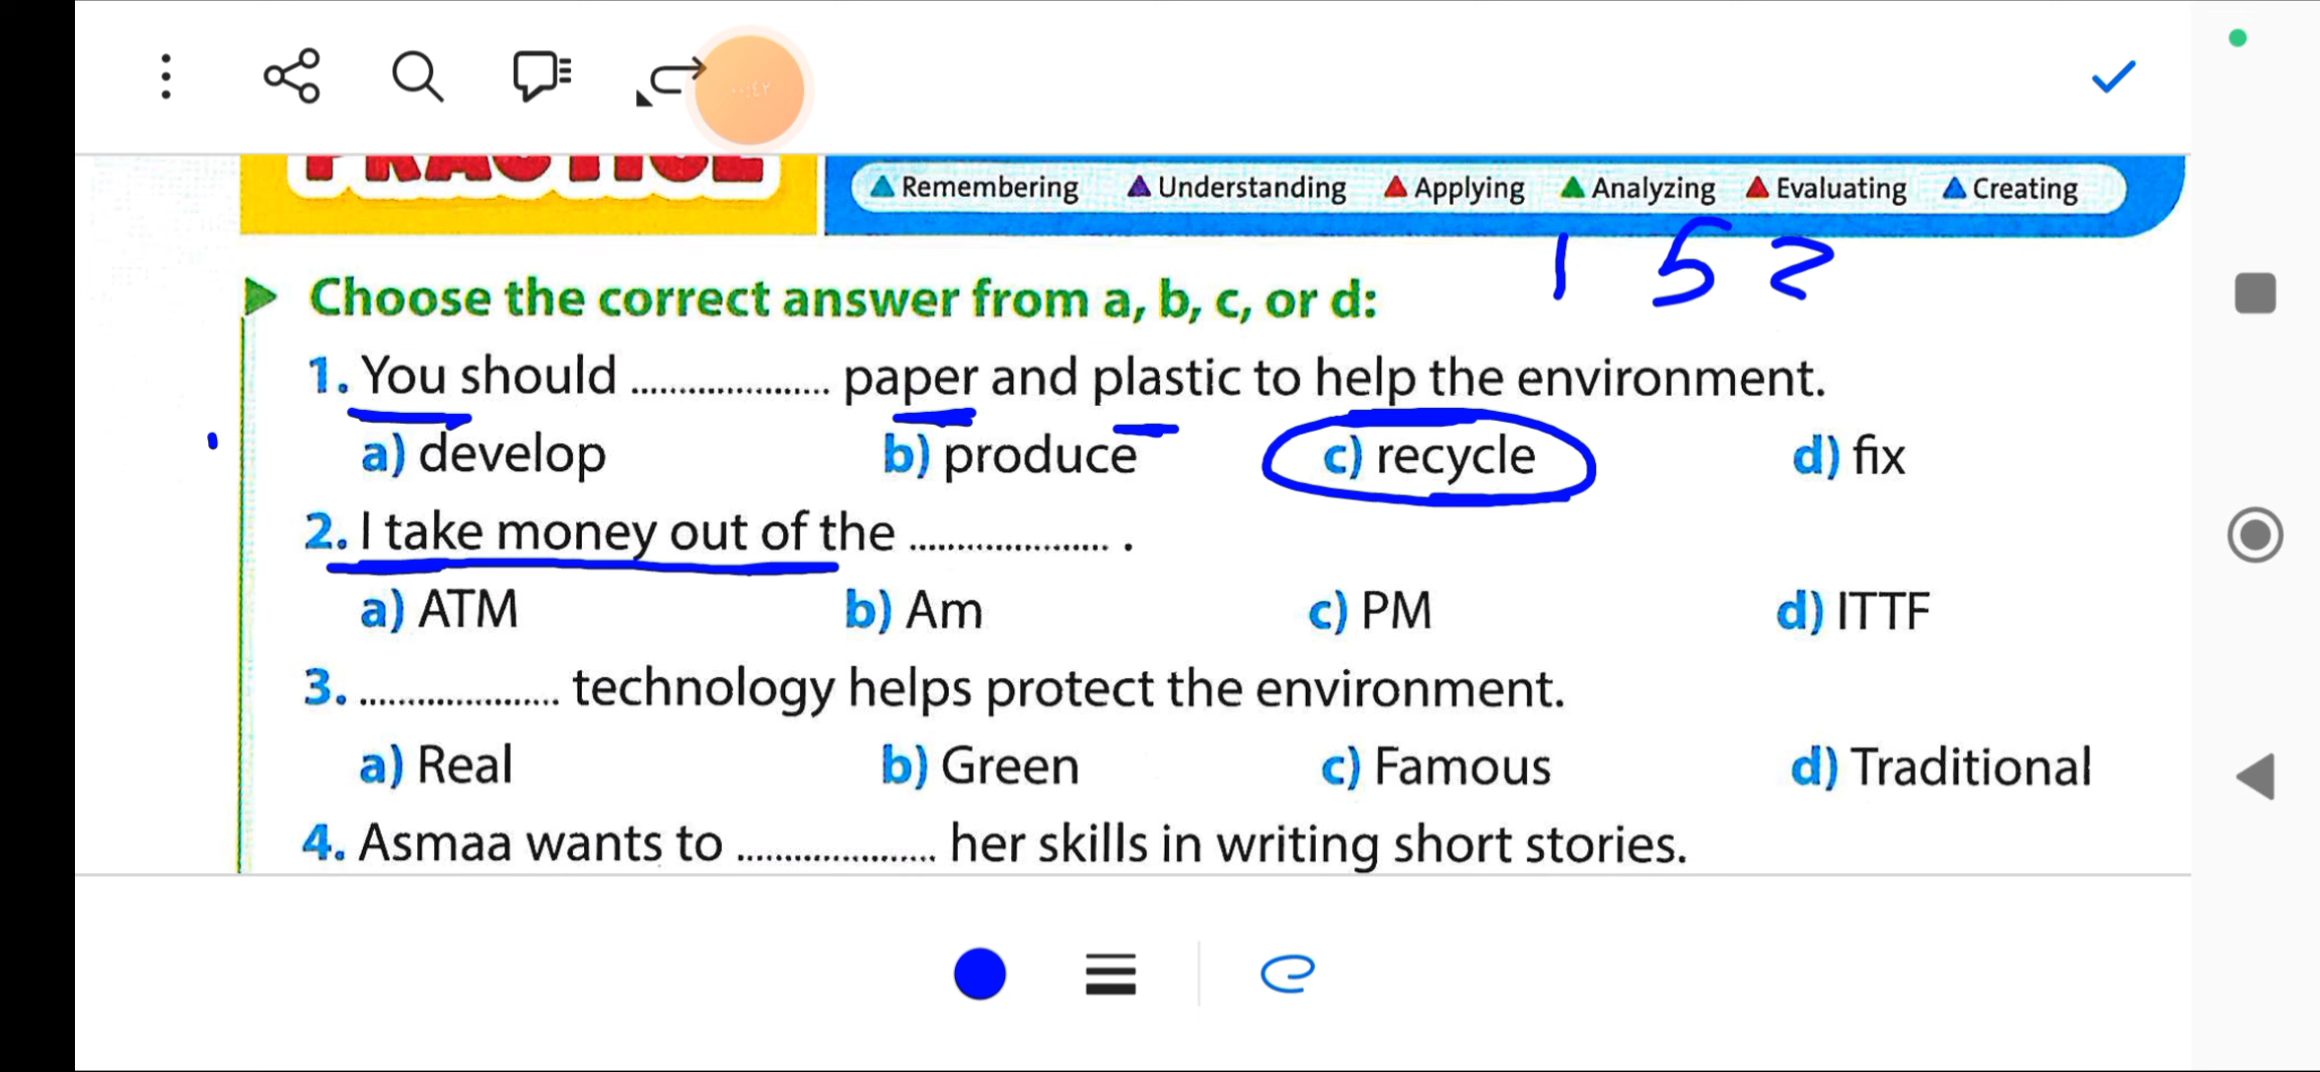 PRACTICE
Remembering Understanding Applying Analyzing Evaluating Creating
1 5 2
Choose the correct answer from a, b, c, or d:
1. You should .................... paper and plastic to help the environment.
a) develop b) produce c) recycle d) fix
2. I take money out of the .................... .
a) ATM b) Am c) PM d) ITTF
3. .................... technology helps protect the environment.
a) Real b) Green c) Famous d) Traditional
4. Asmaa wants to .................... her skills in writing short stories.